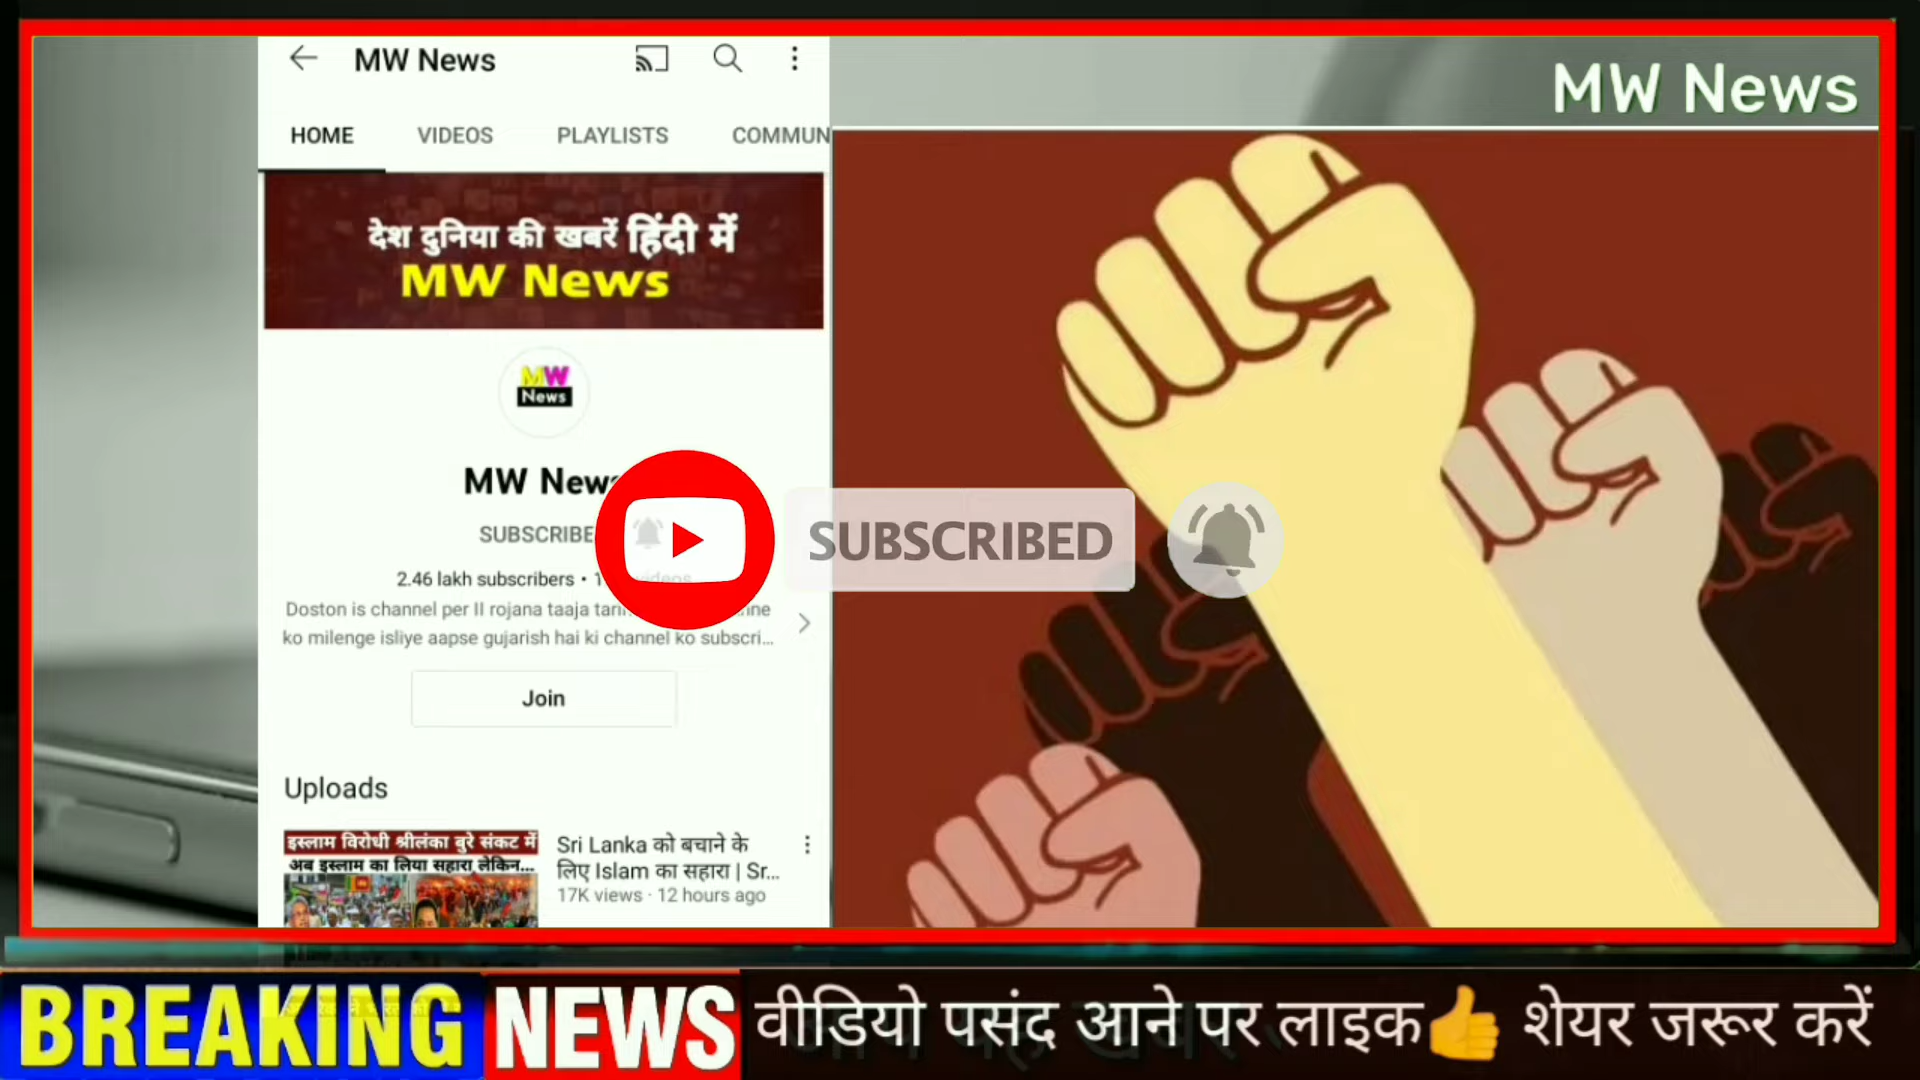 MW News
HOME VIDEOS PLAYLISTS COMMUN
देश दुनिया की खबरें हिंदी में
MW News
MW
News
MW News
SUBSCRIBE
2.46 lakh subscribers • videos
Doston is channel per II rojana taaja
ko milenge isliye aapse gujarish hai ki channel ko subscri...
Join
Uploads
इस्लाम विरोधी श्रीलंका बुरे संकट में
अब इस्लाम का लिया सहारा लेकिन...
Sri Lanka को बचाने के
लिए Islam का सहारा | Sr...
17K views · 12 hours ago
MW News
SUBSCRIBED
BREAKING NEWS
वीडियो पसंद आने पर लाइक👍 शेयर जरूर करें